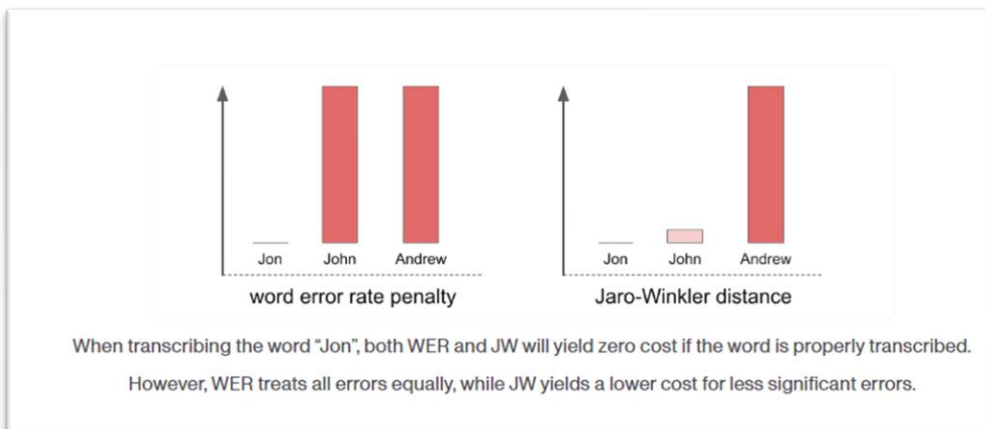 Jon John Andrew
word error rate penalty
Jon John Andrew
Jaro-Winkler distance
When transcribing the word “Jon”, both WER and JW will yield zero cost if the word is properly transcribed.
However, WER treats all errors equally, while JW yields a lower cost for less significant errors.